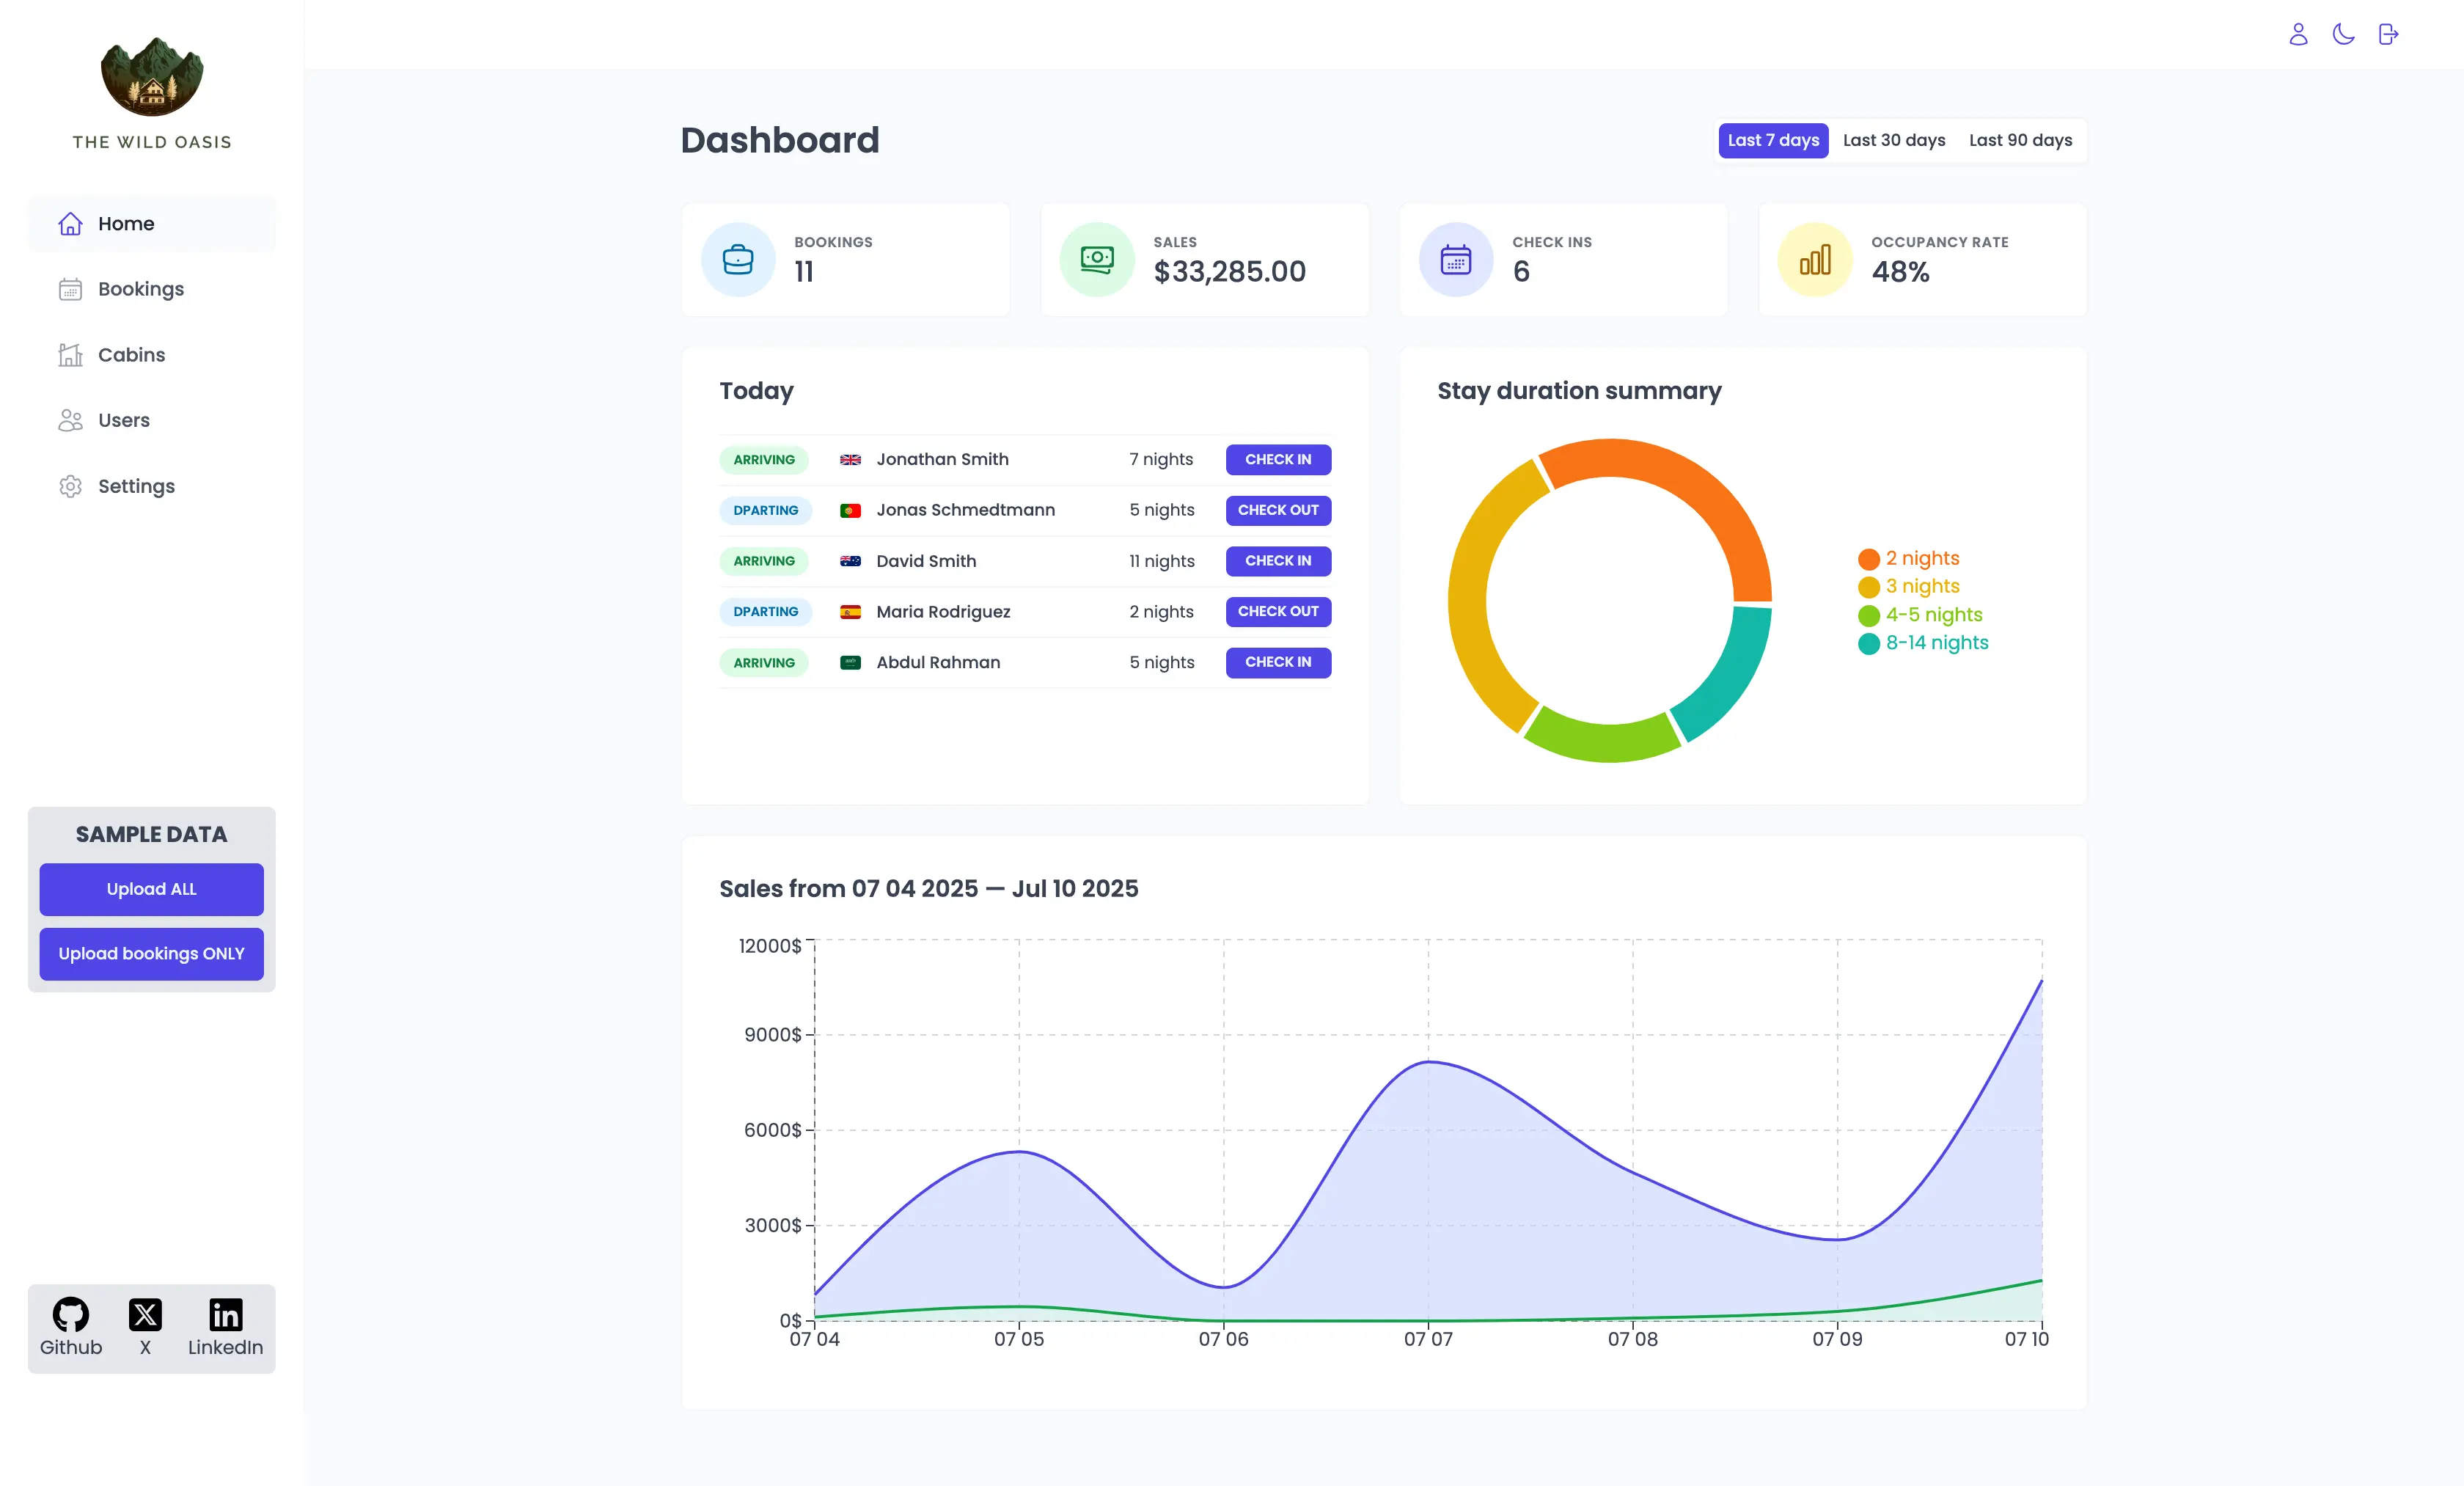 THE WILD OASIS
Home
Bookings
Cabins
Users
Settings
SAMPLE DATA
Upload ALL
Upload bookings ONLY
Github X LinkedIn
Dashboard
Last 7 days Last 30 days Last 90 days
BOOKINGS
11
SALES
$33,285.00
CHECK INS
6
OCCUPANCY RATE
48%
Today
ARRIVING Jonathan Smith 7 nights CHECK IN
DPARTING Jonas Schmedtmann 5 nights CHECK OUT
ARRIVING David Smith 11 nights CHECK IN
DPARTING Maria Rodriguez 2 nights CHECK OUT
ARRIVING Abdul Rahman 5 nights CHECK IN
Stay duration summary
2 nights
3 nights
4-5 nights
8-14 nights
Sales from 07 04 2025 — Jul 10 2025
12000$
9000$
6000$
3000$
0$
07 04 07 05 07 06 07 07 07 08 07 09 07 10